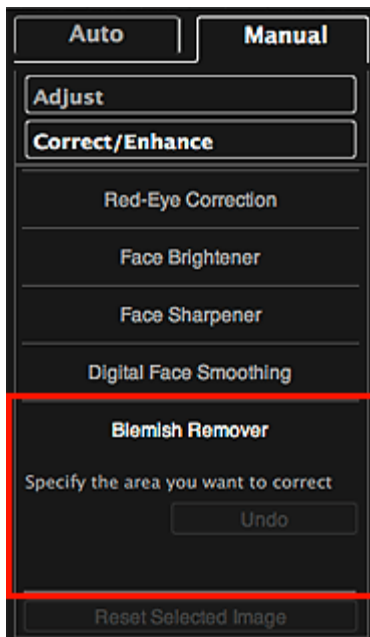 Auto Manual
Adjust
Correct/Enhance
Red-Eye Correction
Face Brightener
Face Sharpener
Digital Face Smoothing
Blemish Remover
Specify the area you want to correct
Undo
Reset Selected Image